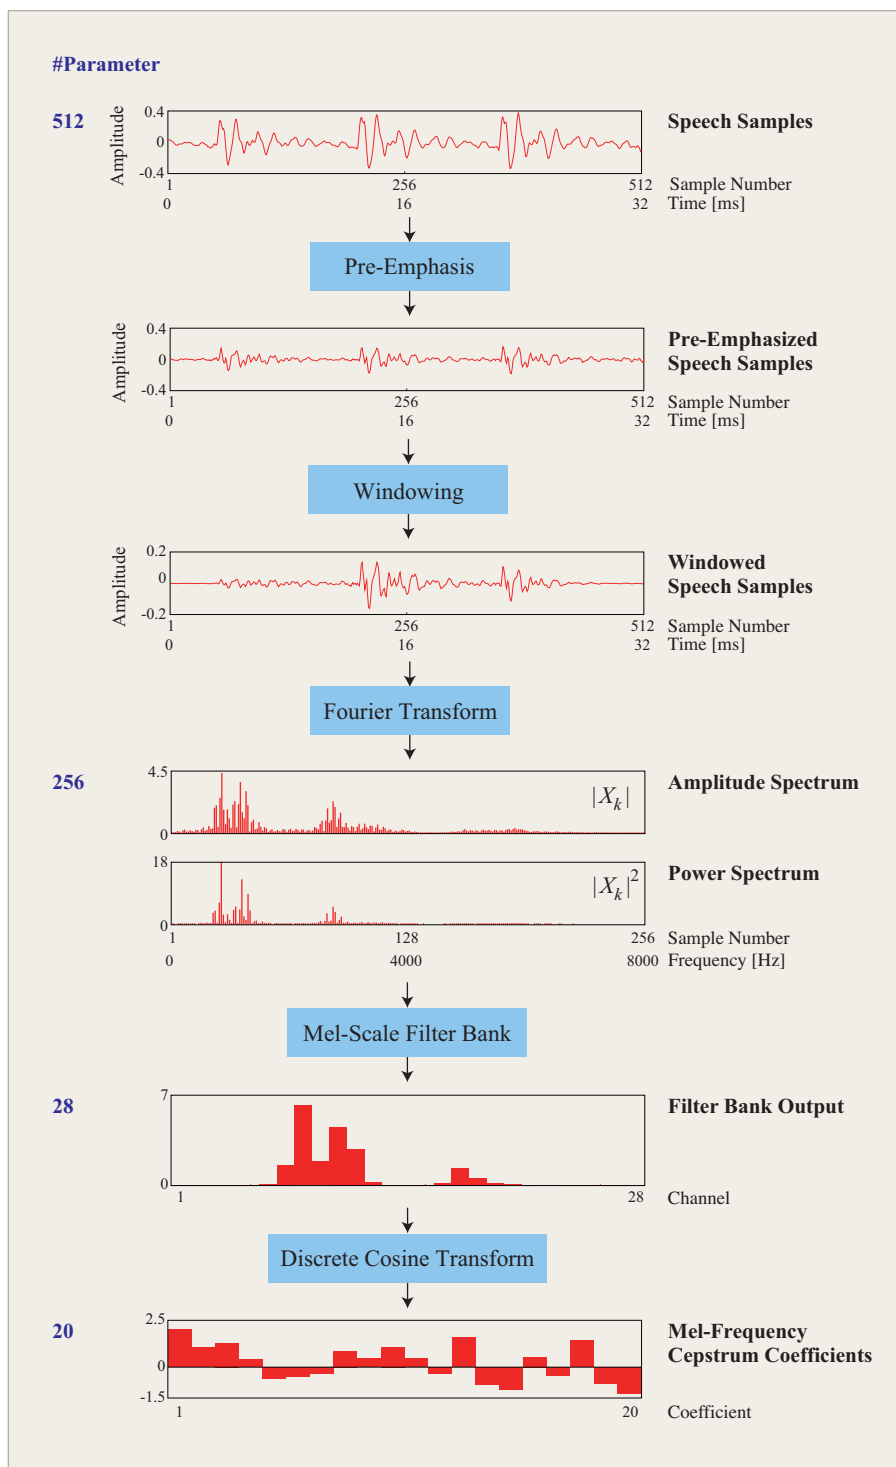 #Parameter
512
Amplitude
0.4
0
-0.4
Speech Samples
1 256 512 Sample Number
0 16 32 Time [ms]
Pre-Emphasis
Amplitude
0.4
0
-0.4
Pre-Emphasized
Speech Samples
1 256 512 Sample Number
0 16 32 Time [ms]
Windowing
Amplitude
0.2
0
-0.2
Windowed
Speech Samples
1 256 512 Sample Number
0 16 32 Time [ms]
Fourier Transform
256
4.5
0
|X_k|
Amplitude Spectrum
18
0
|X_k|²
Power Spectrum
1 128 256 Sample Number
0 4000 8000 Frequency [Hz]
Mel-Scale Filter Bank
28
7
0
Filter Bank Output
1 28 Channel
Discrete Cosine Transform
20
2.5
0
-1.5
Mel-Frequency
Cepstrum Coefficients
1 20 Coefficient